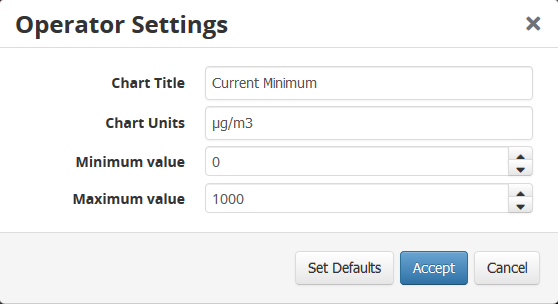 Operator Settings ×
Chart Title Current Minimum
Chart Units µg/m3
Minimum value 0
Maximum value 1000
Set Defaults Accept Cancel